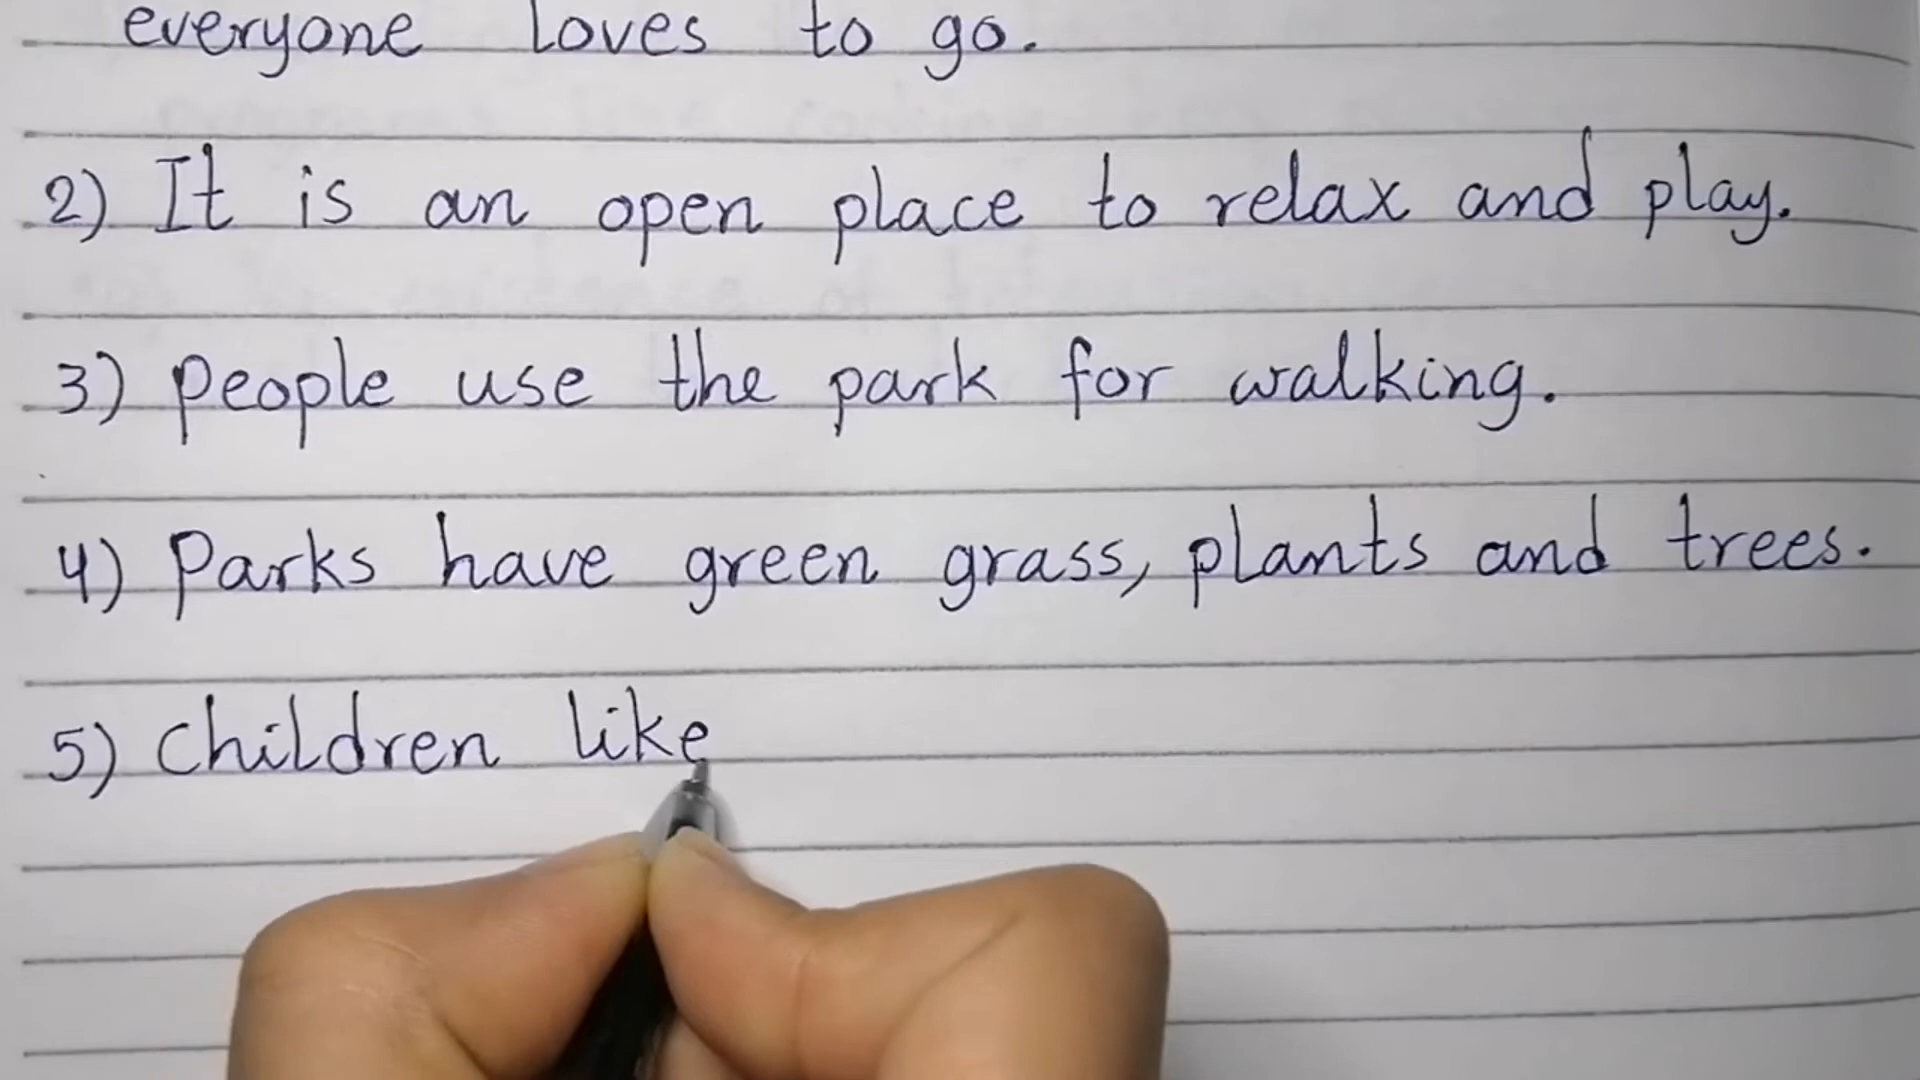 everyone loves to go.
2) It is an open place to relax and play.
3) People use the park for walking.
4) Parks have green grass, plants and trees.
5) Children like